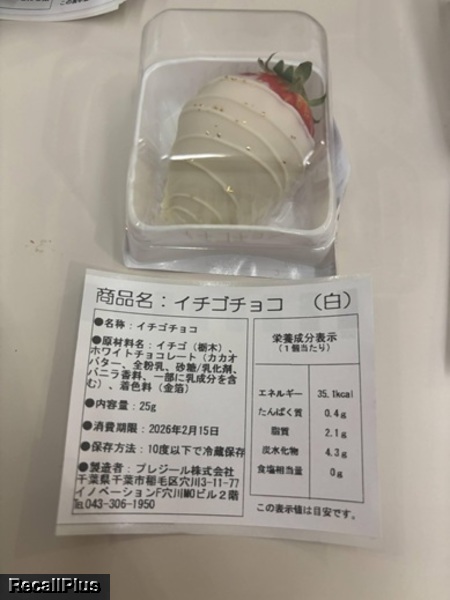 商品名：イチゴチョコ　（白）
●名称：イチゴチョコ
●原材料名：イチゴ（栃木）、
ホワイトチョコレート（カカオ
バター、全粉乳、砂糖/乳化剤、
バニラ香料、一部に乳成分を含
む）、着色料（金箔）
●内容量：25g
●消費期限：2026年2月15日
●保存方法：10度以下で冷蔵保存
●製造者：プレジール株式会社
千葉県千葉市稲毛区穴川3-11-77
イノベーションF穴川MOビル２階
℡043-306-1950
栄養成分表示
（１個当たり）
エネルギー 35.1kcal
たんぱく質 0.4g
脂質 2.1g
炭水化物 4.3g
食塩相当量 0g
この表示値は目安です。
RecallPlus